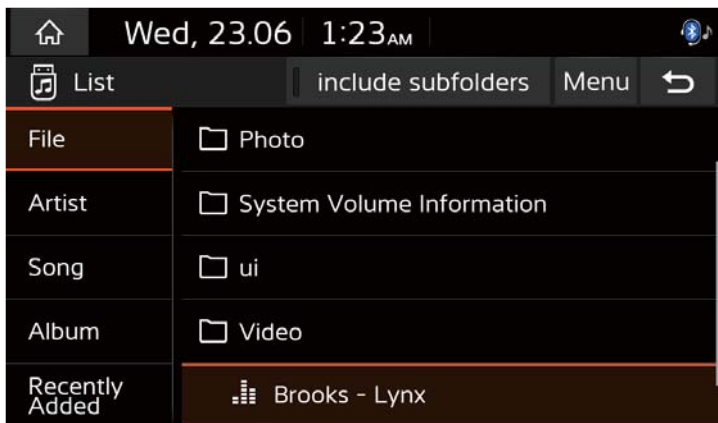 Wed, 23.06 1:23AM
List include subfolders Menu
File
Photo
Artist
System Volume Information
Song
ui
Album
Video
Recently
Added
Brooks - Lynx